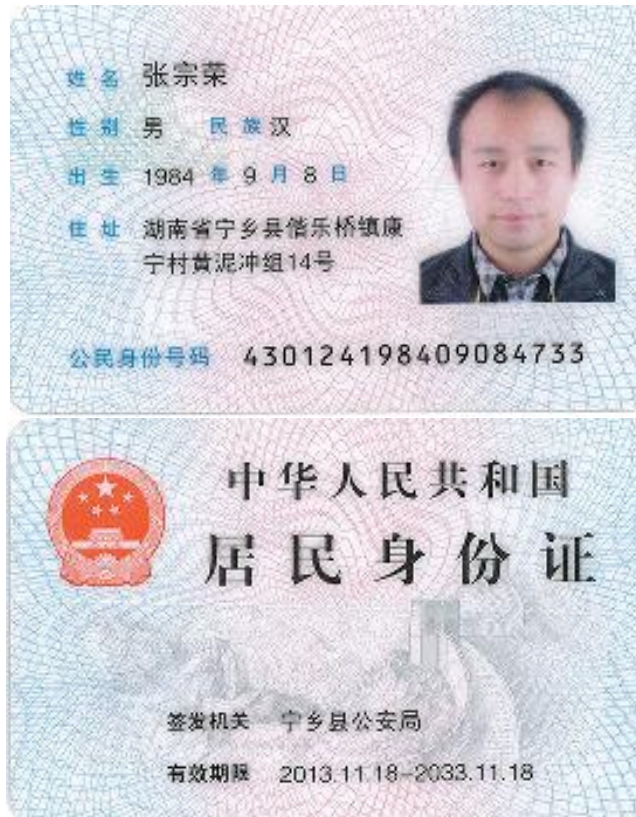 姓名 张宗荣
性别 男 民族 汉
出生 1984 年 9 月 8 日
住址 湖南省宁乡县偕乐桥镇康
宁村黄泥冲组14号
公民身份号码 430124198409084733
中华人民共和国
居民身份证
签发机关 宁乡县公安局
有效期限 2013.11.18-2033.11.18